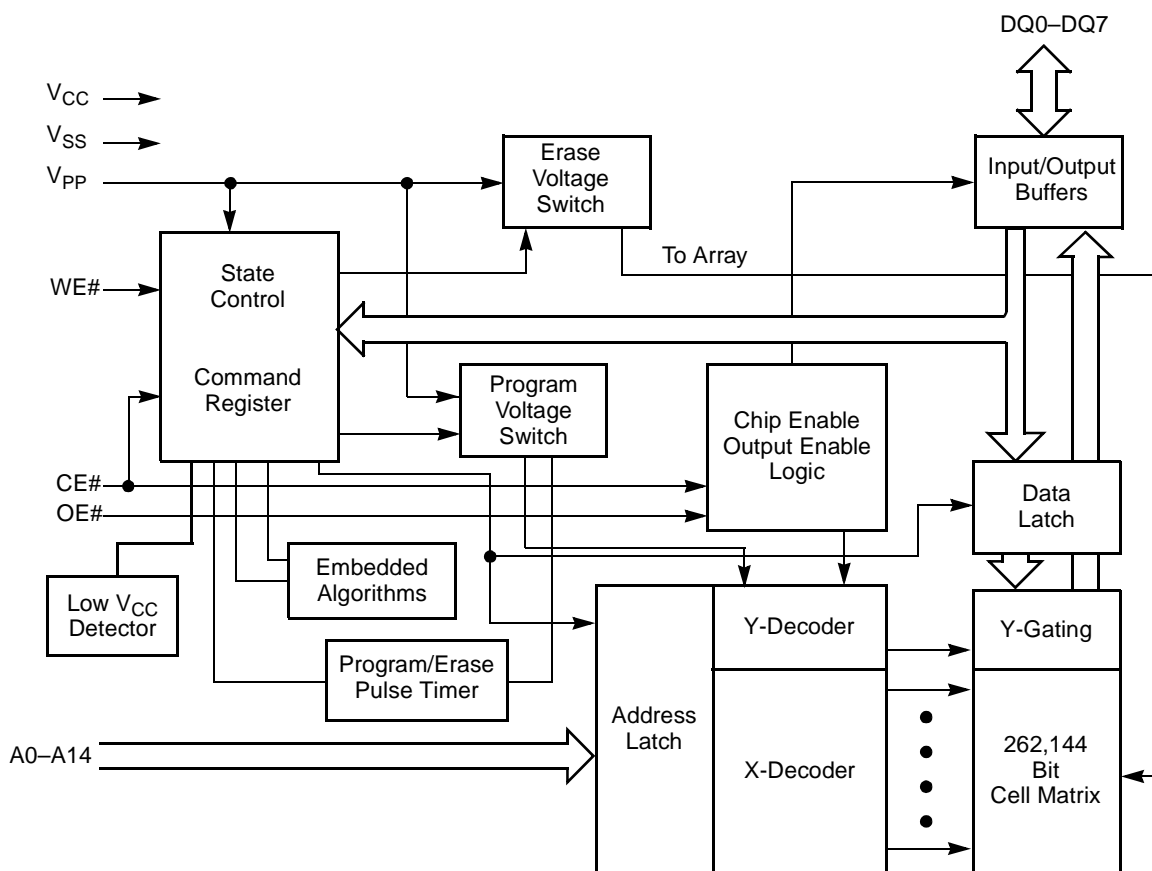 DQ0–DQ7
VCC
VSS
VPP
Erase
Voltage
Switch
Input/Output
Buffers
To Array
WE#
State
Control
Command
Register
Program
Voltage
Switch
Chip Enable
Output Enable
Logic
CE#
OE#
Data
Latch
Embedded
Algorithms
Low VCC
Detector
Y-Decoder
Y-Gating
Program/Erase
Pulse Timer
Address
Latch
A0–A14
X-Decoder
262,144
Bit
Cell Matrix